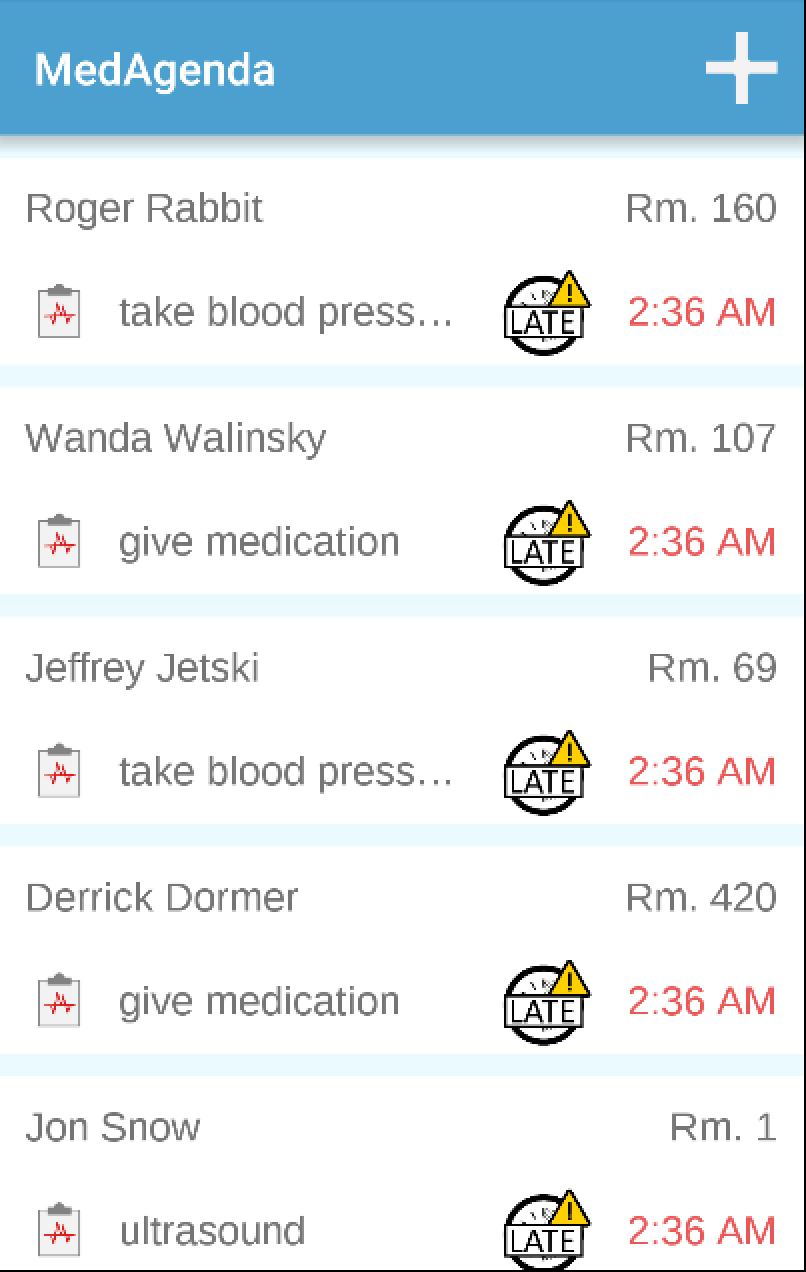 MedAgenda
Roger Rabbit Rm. 160
take blood press... LATE 2:36 AM
Wanda Walinsky Rm. 107
give medication LATE 2:36 AM
Jeffrey Jetski Rm. 69
take blood press... LATE 2:36 AM
Derrick Dormer Rm. 420
give medication LATE 2:36 AM
Jon Snow Rm. 1
ultrasound LATE 2:36 AM